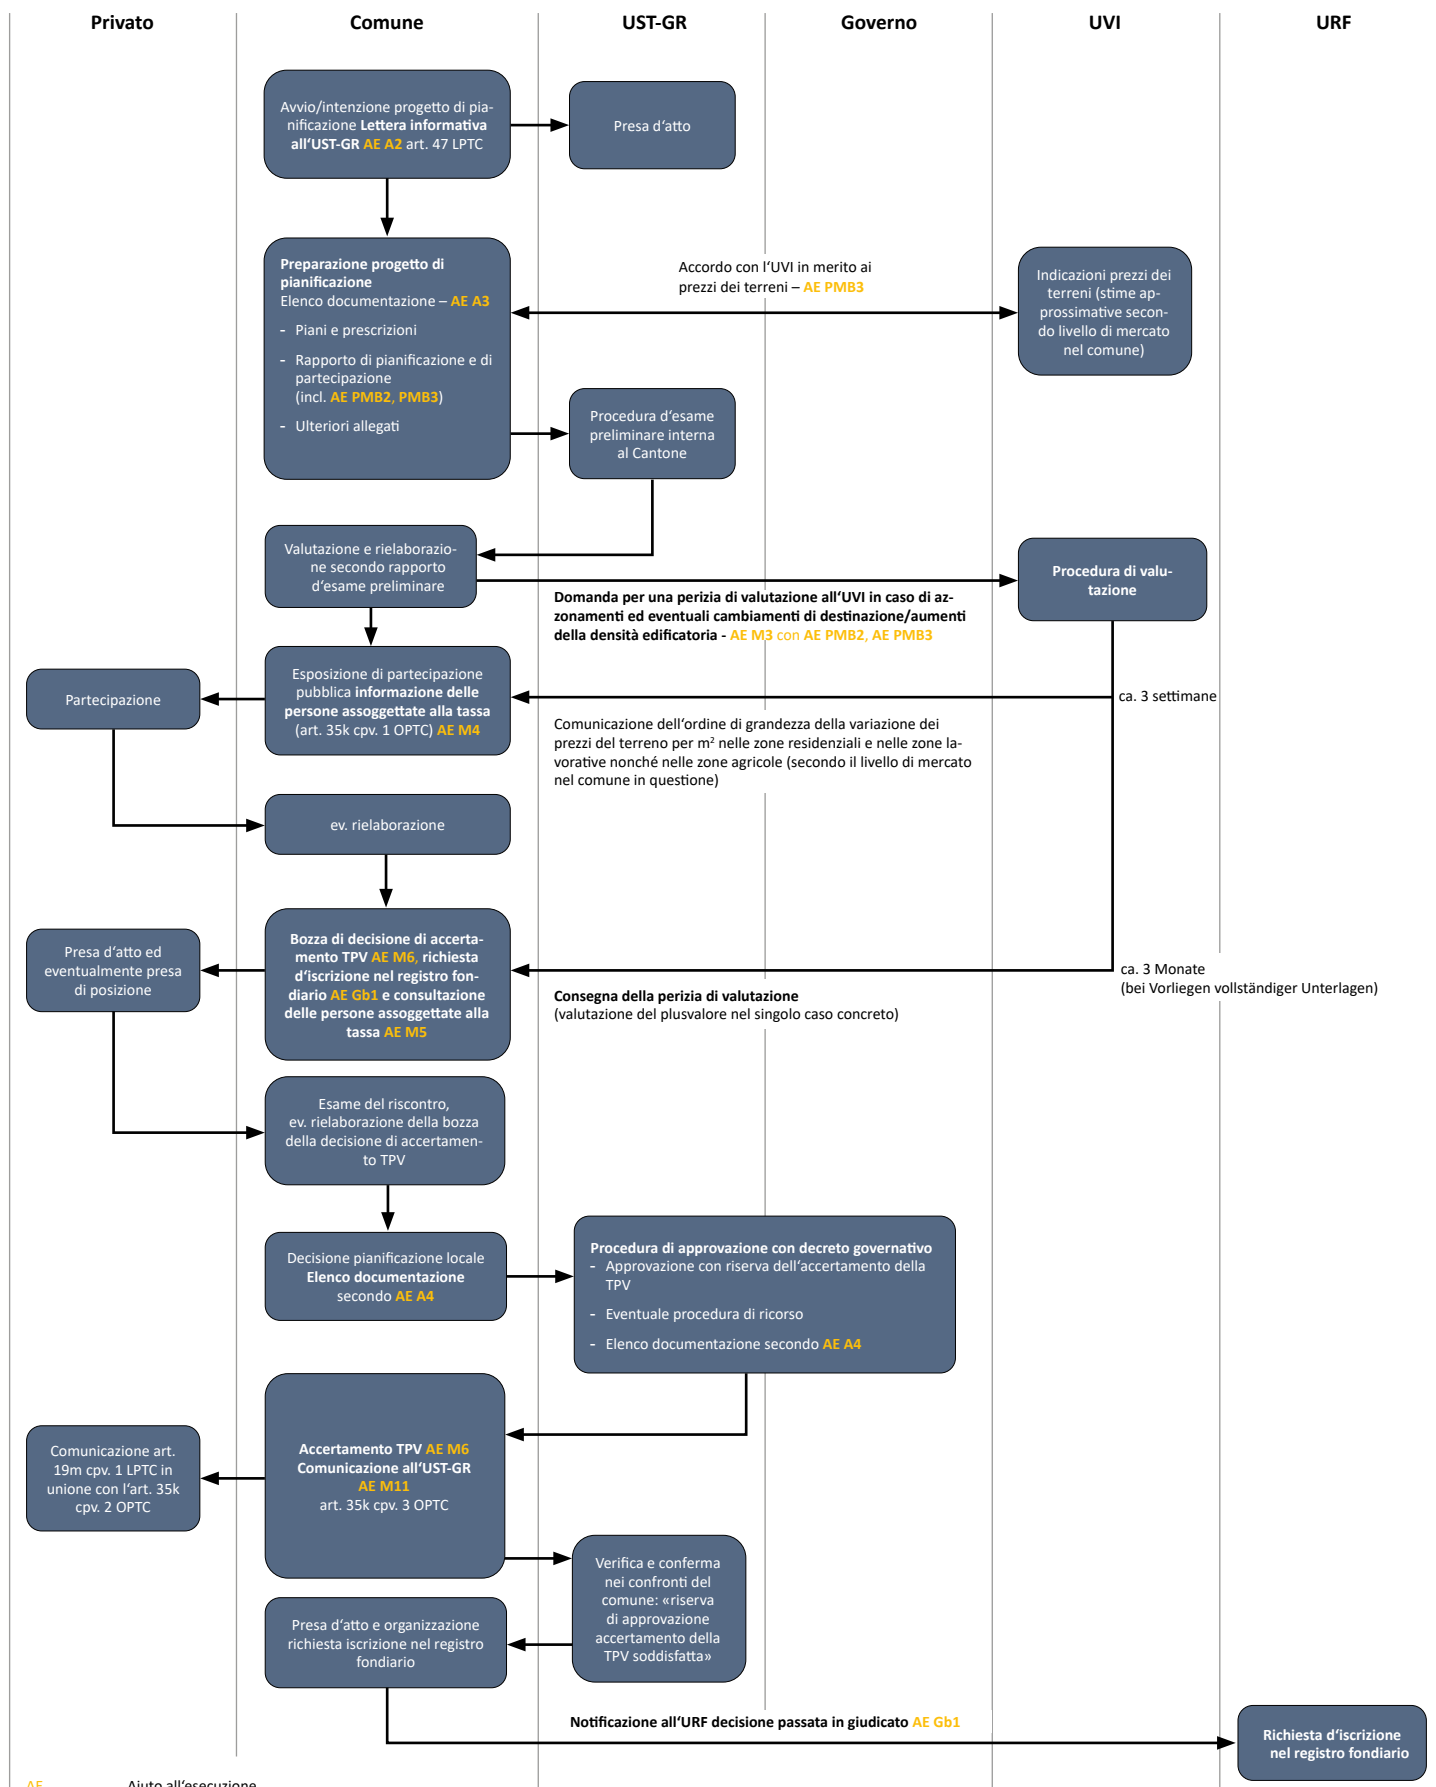 Privato
Comune
UST-GR
Governo
UVI
URF
Avvio/intenzione progetto di pia-
nificazione Lettera informativa
all‘UST-GR AE A2 art. 47 LPTC
Presa d‘atto
Preparazione progetto di
pianificazione
Elenco documentazione – AE A3
- Piani e prescrizioni
- Rapporto di pianificazione e di
partecipazione
(incl. AE PMB2, PMB3)
- Ulteriori allegati
Accordo con l‘UVI in merito ai
prezzi dei terreni – AE PMB3
Indicazioni prezzi dei
terreni (stime ap-
prossimative secon-
do livello di mercato
nel comune)
Procedura d‘esame
preliminare interna
al Cantone
Valutazione e rielaborazio-
ne secondo rapporto
d‘esame preliminare
Procedura di valu-
tazione
Domanda per una perizia di valutazione all‘UVI in caso di az-
zonamenti ed eventuali cambiamenti di destinazione/aumenti
della densità edificatoria - AE M3 con AE PMB2, AE PMB3
Partecipazione
Esposizione di partecipazione
pubblica informazione delle
persone assoggettate alla tassa
(art. 35k cpv. 1 OPTC) AE M4
ca. 3 settimane
Comunicazione dell‘ordine di grandezza della variazione dei
prezzi del terreno per m² nelle zone residenziali e nelle zone la-
vorative nonché nelle zone agricole (secondo il livello di mercato
nel comune in questione)
ev. rielaborazione
Presa d‘atto ed
eventualmente presa
di posizione
Bozza di decisione di accerta-
mento TPV AE M6, richiesta
d‘iscrizione nel registro fon-
diario AE Gb1 e consultazione
delle persone assoggettate alla
tassa AE M5
ca. 3 Monate
(bei Vorliegen vollständiger Unterlagen)
Consegna della perizia di valutazione
(valutazione del plusvalore nel singolo caso concreto)
Esame del riscontro,
ev. rielaborazione della bozza
della decisione di accertamen-
to TPV
Decisione pianificazione locale
Elenco documentazione
secondo AE A4
Procedura di approvazione con decreto governativo
- Approvazione con riserva dell‘accertamento della
TPV
- Eventuale procedura di ricorso
- Elenco documentazione secondo AE A4
Comunicazione art.
19m cpv. 1 LPTC in
unione con l‘art. 35k
cpv. 2 OPTC
Accertamento TPV AE M6
Comunicazione all‘UST-GR
AE M11
art. 35k cpv. 3 OPTC
Verifica e conferma
nei confronti del
comune: «riserva
di approvazione
accertamento della
TPV soddisfatta»
Presa d‘atto e organizzazione
richiesta iscrizione nel registro
fondiario
Notificazione all‘URF decisione passata in giudicato AE Gb1
Richiesta d‘iscrizione
nel registro fondiario
AE Aiuto all‘esecuzione